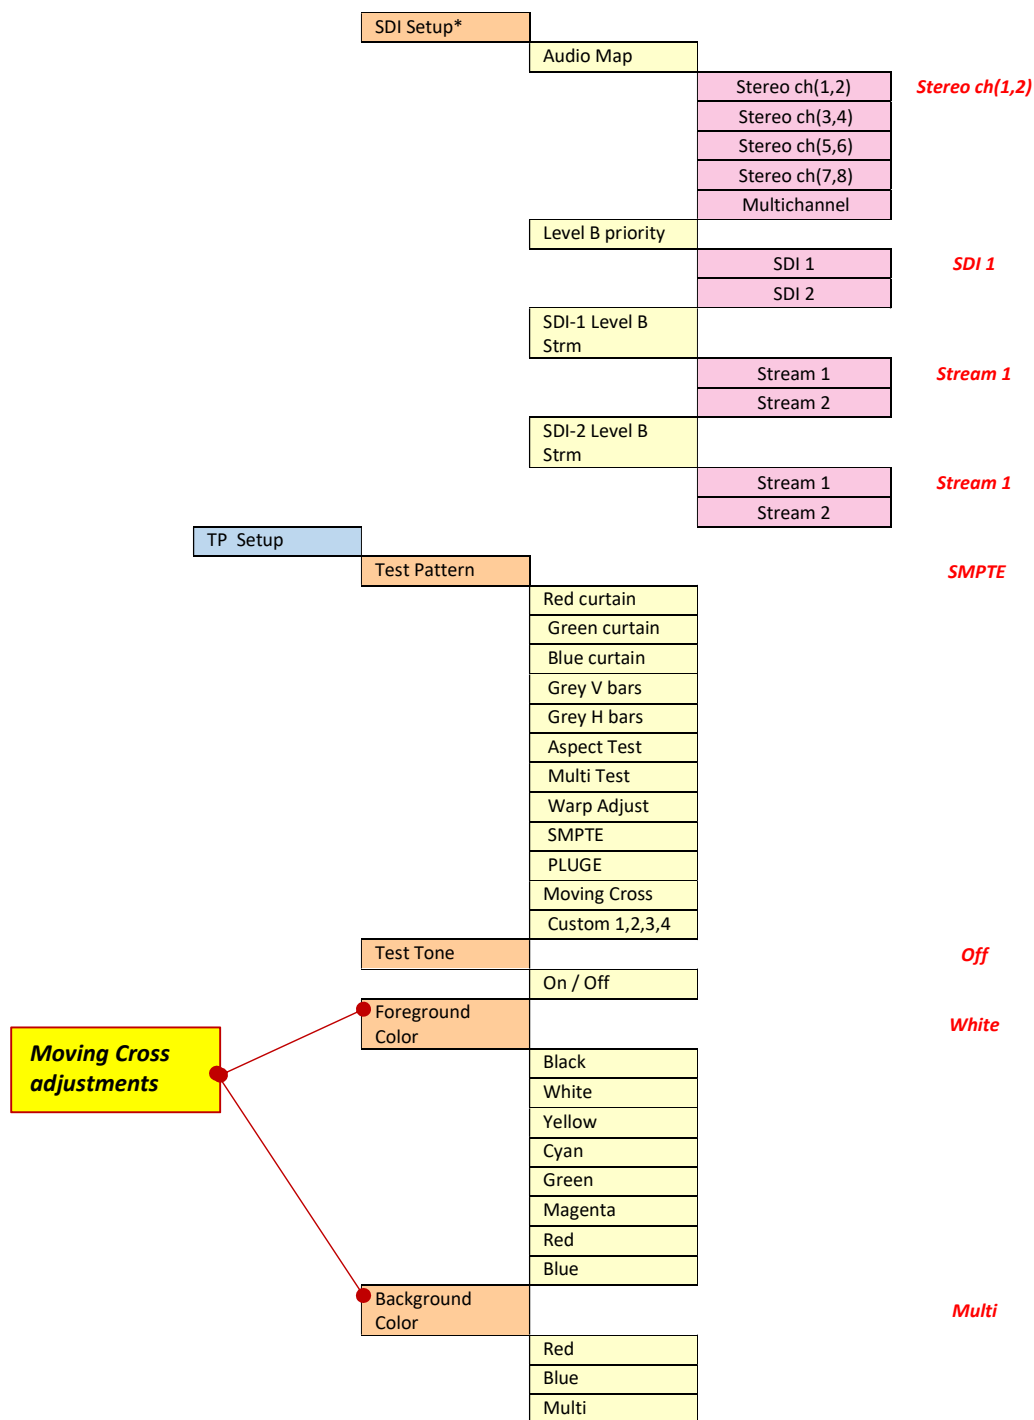 SDI Setup*
Audio Map
Stereo ch(1,2) Stereo ch(1,2)
Stereo ch(3,4)
Stereo ch(5,6)
Stereo ch(7,8)
Multichannel
Level B priority
SDI 1 SDI 1
SDI 2
SDI-1 Level B
Strm
Stream 1 Stream 1
Stream 2
SDI-2 Level B
Strm
Stream 1 Stream 1
Stream 2
TP Setup
Test Pattern SMPTE
Red curtain
Green curtain
Blue curtain
Grey V bars
Grey H bars
Aspect Test
Multi Test
Warp Adjust
SMPTE
PLUGE
Moving Cross
Custom 1,2,3,4
Test Tone Off
On / Off
Foreground
Color White
Moving Cross
adjustments
Black
White
Yellow
Cyan
Green
Magenta
Red
Blue
Background
Color Multi
Red
Blue
Multi